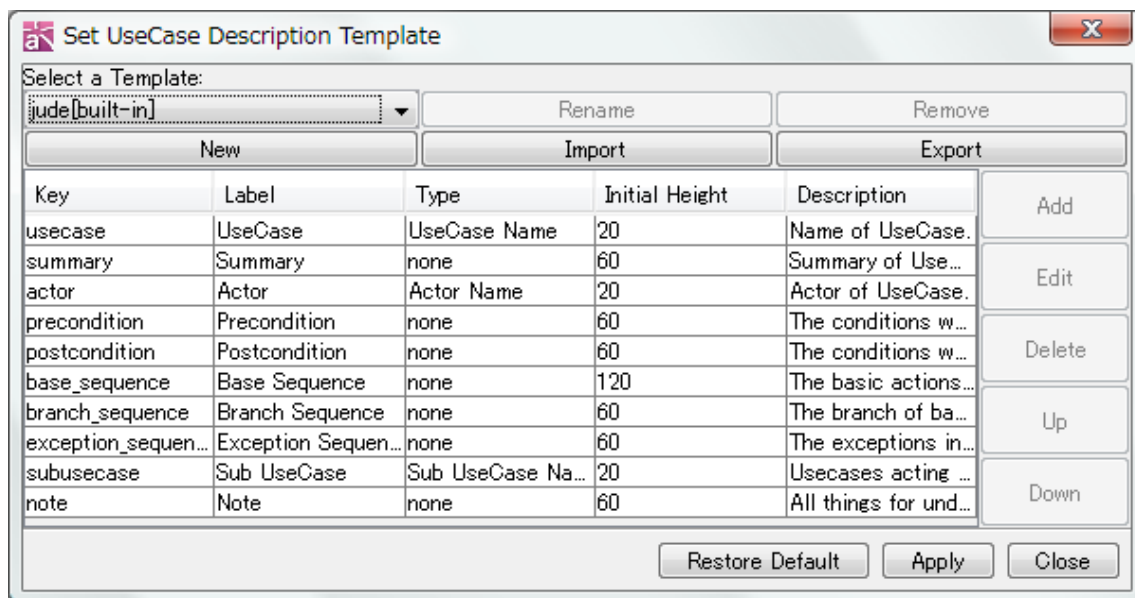 Set UseCase Description Template
Select a Template:
jude[built-in] Rename Remove
New Import Export
Key Label Type Initial Height Description
usecase UseCase UseCase Name 20 Name of UseCase.
summary Summary none 60 Summary of Use...
actor Actor Actor Name 20 Actor of UseCase.
precondition Precondition none 60 The conditions w...
postcondition Postcondition none 60 The conditions w...
base_sequence Base Sequence none 120 The basic actions...
branch_sequence Branch Sequence none 60 The branch of ba...
exception_sequen... Exception Sequen... none 60 The exceptions in...
subusecase Sub UseCase Sub UseCase Na... 20 Usecases acting ...
note Note none 60 All things for und...
Add
Edit
Delete
Up
Down
Restore Default Apply Close